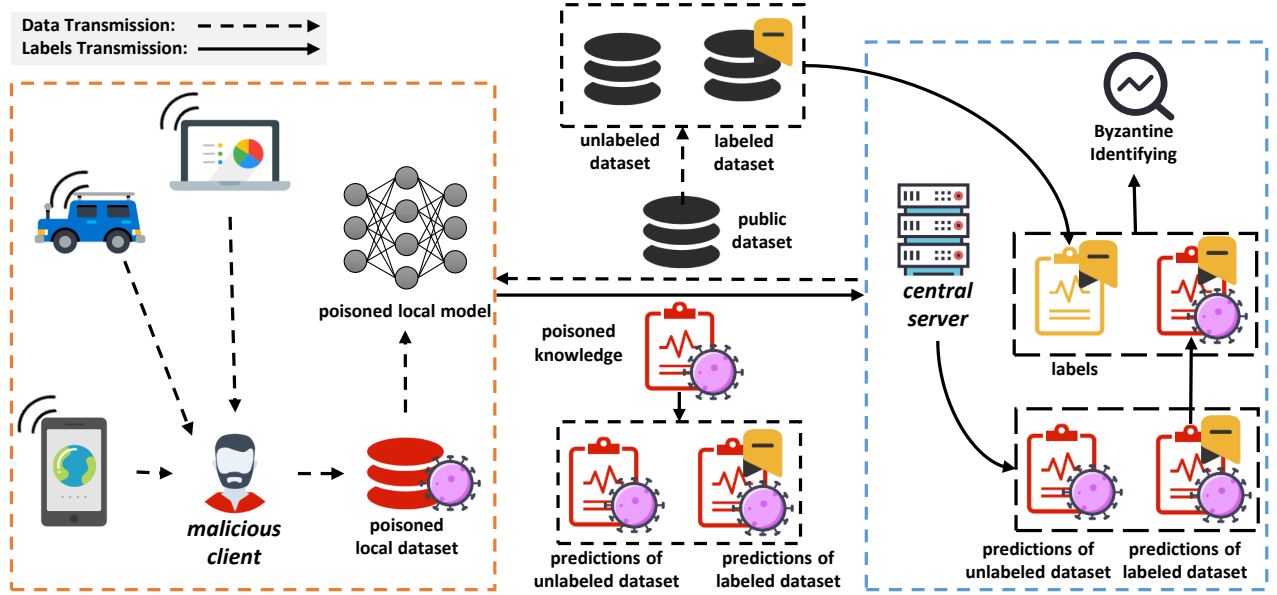 Data Transmission:
Labels Transmission:
unlabeled
dataset
labeled
dataset
public
dataset
Byzantine
Identifying
central
server
labels
poisoned local model
poisoned
knowledge
malicious
client
poisoned
local dataset
predictions of
unlabeled dataset
predictions of
labeled dataset
predictions of
unlabeled dataset
predictions of
labeled dataset